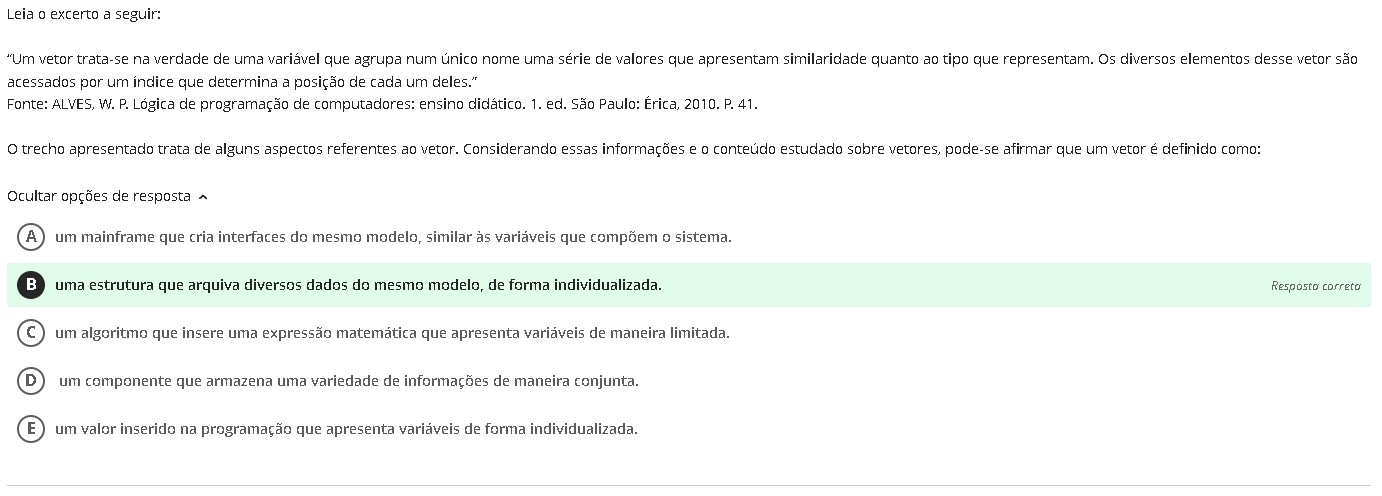 Leia o excerto a seguir:
“Um vetor trata-se na verdade de uma variável que agrupa num único nome uma série de valores que apresentam similaridade quanto ao tipo que representam. Os diversos elementos desse vetor são
acessados por um índice que determina a posição de cada um deles.”
Fonte: ALVES, W. P. Lógica de programação de computadores: ensino didático. 1. ed. São Paulo: Érica, 2010. P. 41.
O trecho apresentado trata de alguns aspectos referentes ao vetor. Considerando essas informações e o conteúdo estudado sobre vetores, pode-se afirmar que um vetor é definido como:
Ocultar opções de resposta
A um mainframe que cria interfaces do mesmo modelo, similar às variáveis que compõem o sistema.
B uma estrutura que arquiva diversos dados do mesmo modelo, de forma individualizada. Resposta correta
C um algoritmo que insere uma expressão matemática que apresenta variáveis de maneira limitada.
D um componente que armazena uma variedade de informações de maneira conjunta.
E um valor inserido na programação que apresenta variáveis de forma individualizada.